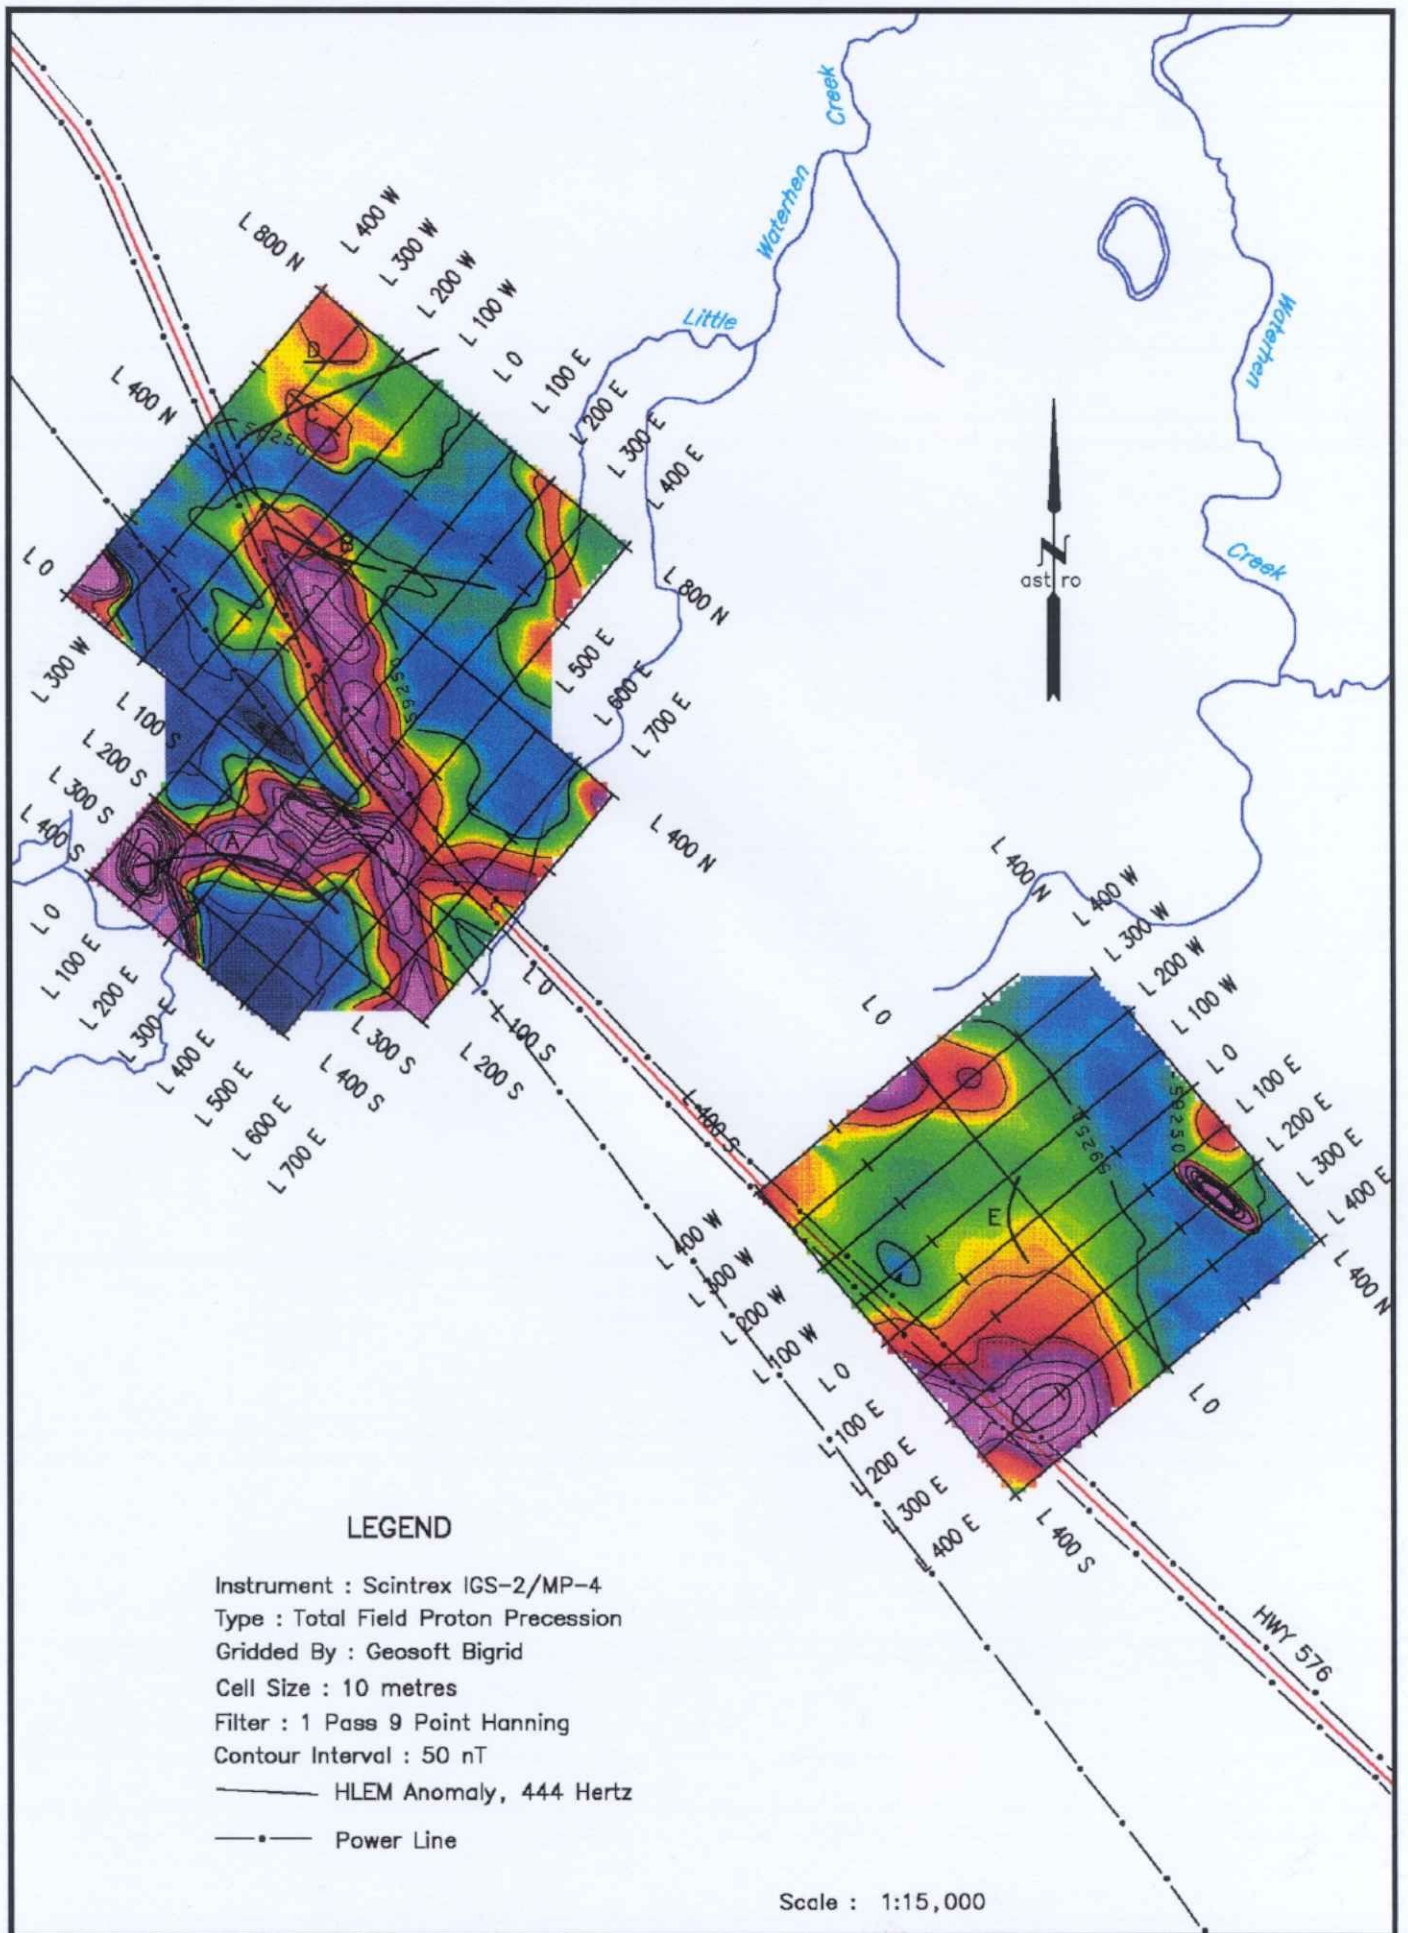 Creek
Waterhen
Little
Waterhen
Creek
L 800 N
L 400 W
L 300 W
L 200 W
L 100 W
L 0
L 100 E
L 200 E
L 300 E
L 400 E
L 400 N
D
C
59250
B
L 0
L 300 W
L 100 S
L 200 S
L 300 S
L 400 S
59250
L 800 N
L 500 E
L 600 E
L 700 E
L 400 N
A
astro
N
L 0
L 100 E
L 200 E
L 300 E
L 400 E
L 500 E
L 600 E
L 700 E
L 400 S
L 300 S
L 200 S
L 100 S
L 0
L 400 S
L 400 N
L 400 W
L 300 W
L 200 W
L 100 W
L 0
L 100 E
L 200 E
L 300 E
L 400 E
L 400 N
L 0
59250
59250
E
L 400 W
L 300 W
L 200 W
L 100 W
L 0
L 100 E
L 200 E
L 300 E
L 400 E
L 0
L 400 S
HWY 576
LEGEND
Instrument : Scintrex IGS-2/MP-4
Type : Total Field Proton Precession
Gridded By : Geosoft Bigrid
Cell Size : 10 metres
Filter : 1 Pass 9 Point Hanning
Contour Interval : 50 nT
HLEM Anomaly, 444 Hertz
Power Line
Scale : 1:15,000